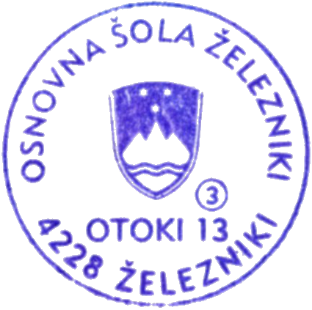 OSNOVNA ŠOLA ŽELEZNIKI
3
OTOKI 13
4228 ŽELEZNIKI